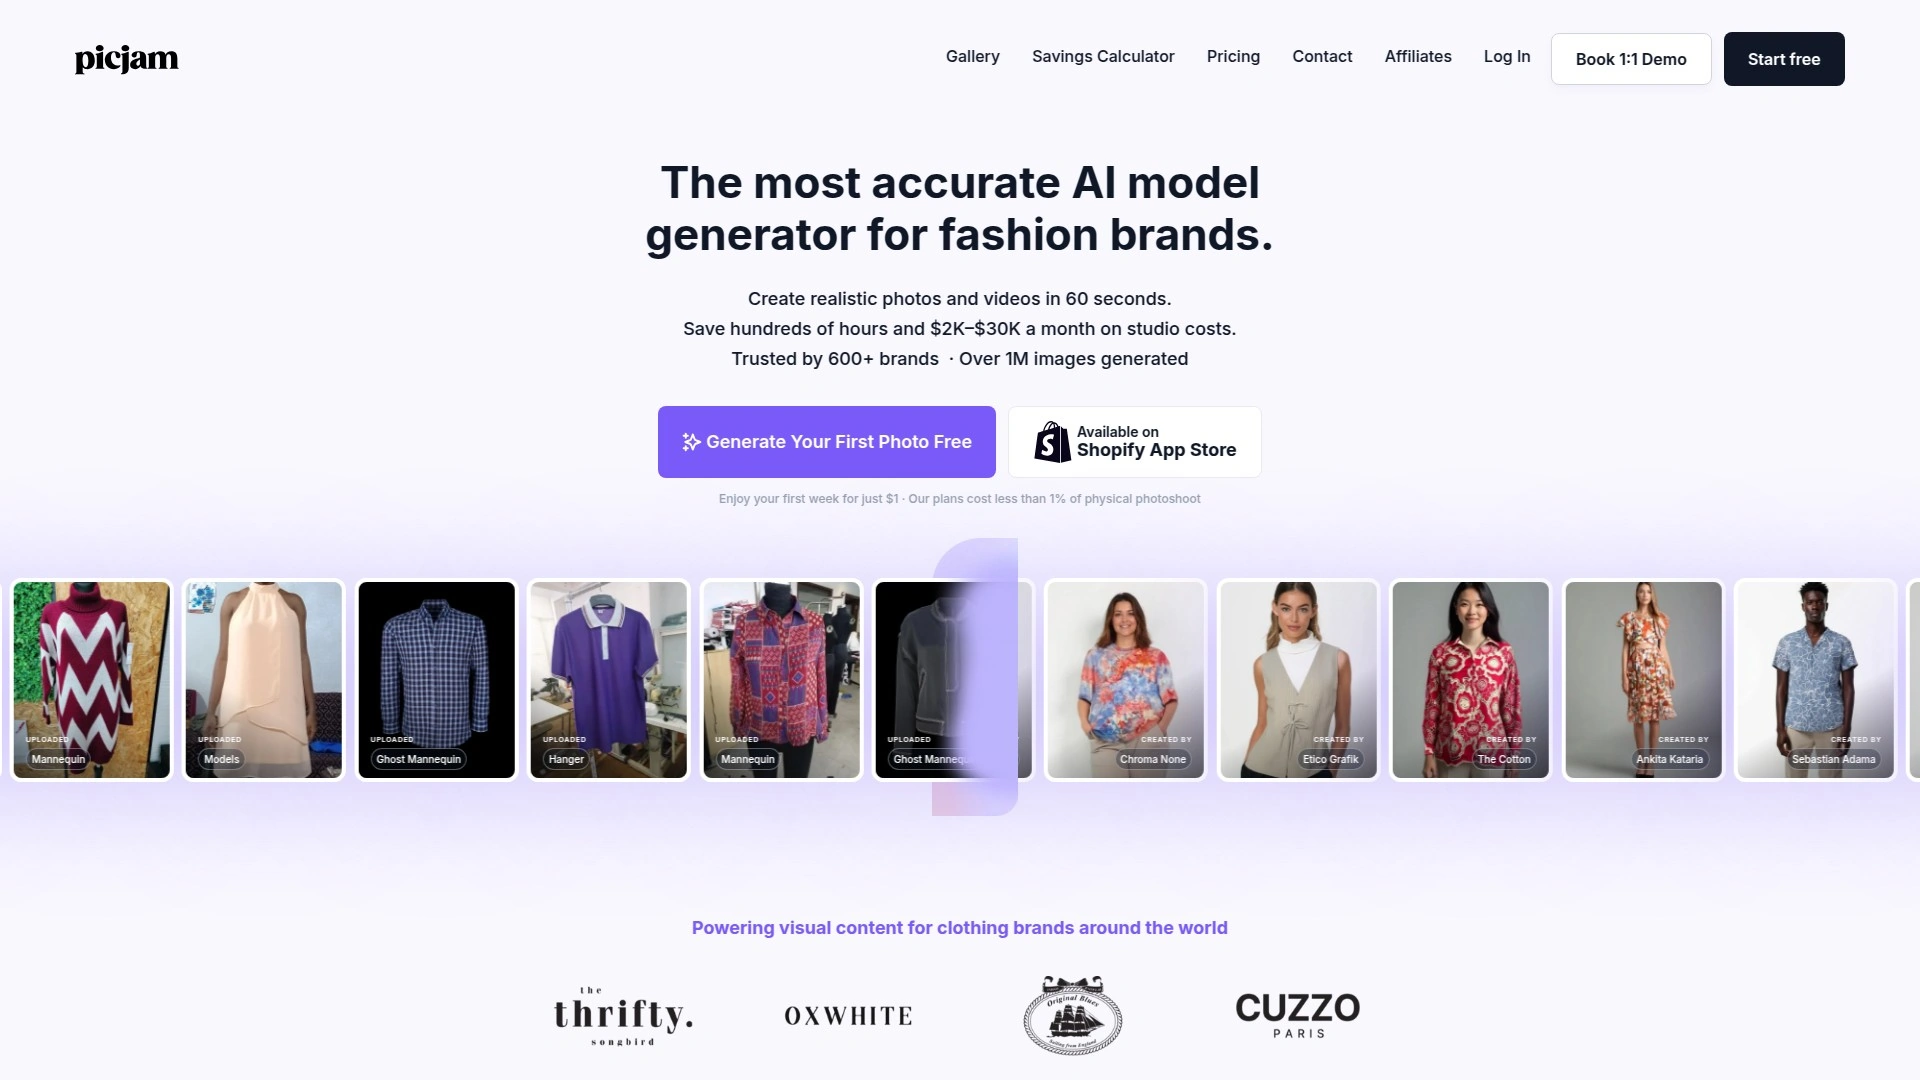 picjam
Gallery
Savings Calculator
Pricing
Contact
Affiliates
Log In
Book 1:1 Demo
Start free
The most accurate AI model
generator for fashion brands.
Create realistic photos and videos in 60 seconds.
Save hundreds of hours and $2K–$30K a month on studio costs.
Trusted by 600+ brands · Over 1M images generated
Generate Your First Photo Free
Available on
Shopify App Store
Enjoy your first week for just $1 · Our plans cost less than 1% of physical photoshoot
UPLOADED
Mannequin
UPLOADED
Models
UPLOADED
Ghost Mannequin
UPLOADED
Hanger
UPLOADED
Mannequin
UPLOADED
Ghost Mannequin
CREATED BY
Chroma None
CREATED BY
Etico Grafik
CREATED BY
The Cotton
CREATED BY
Ankita Kataria
CREATED BY
Sebastian Adama
Powering visual content for clothing brands around the world
the
thrifty.
songbird
OXWHITE
Original Blues
Sailing from England
CUZZO
PARIS